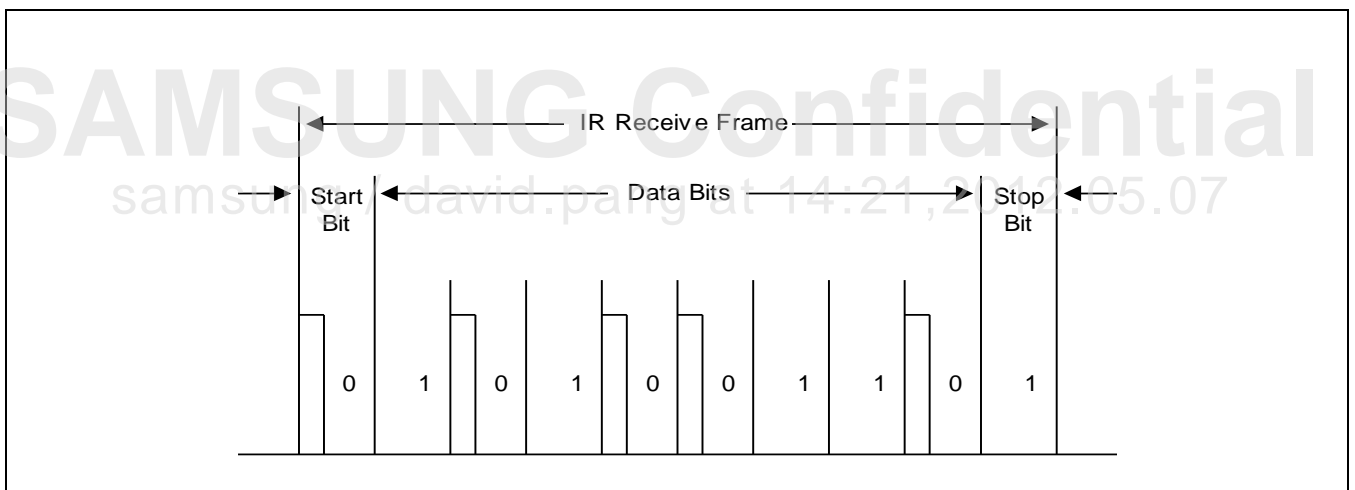 SAMSUNG Confidential
IR Receive Frame
samsung / david.pang at 14:21,2012.05.07
Start
Bit
Data Bits
Stop
Bit
0 1 0 1 0 0 1 1 0 1